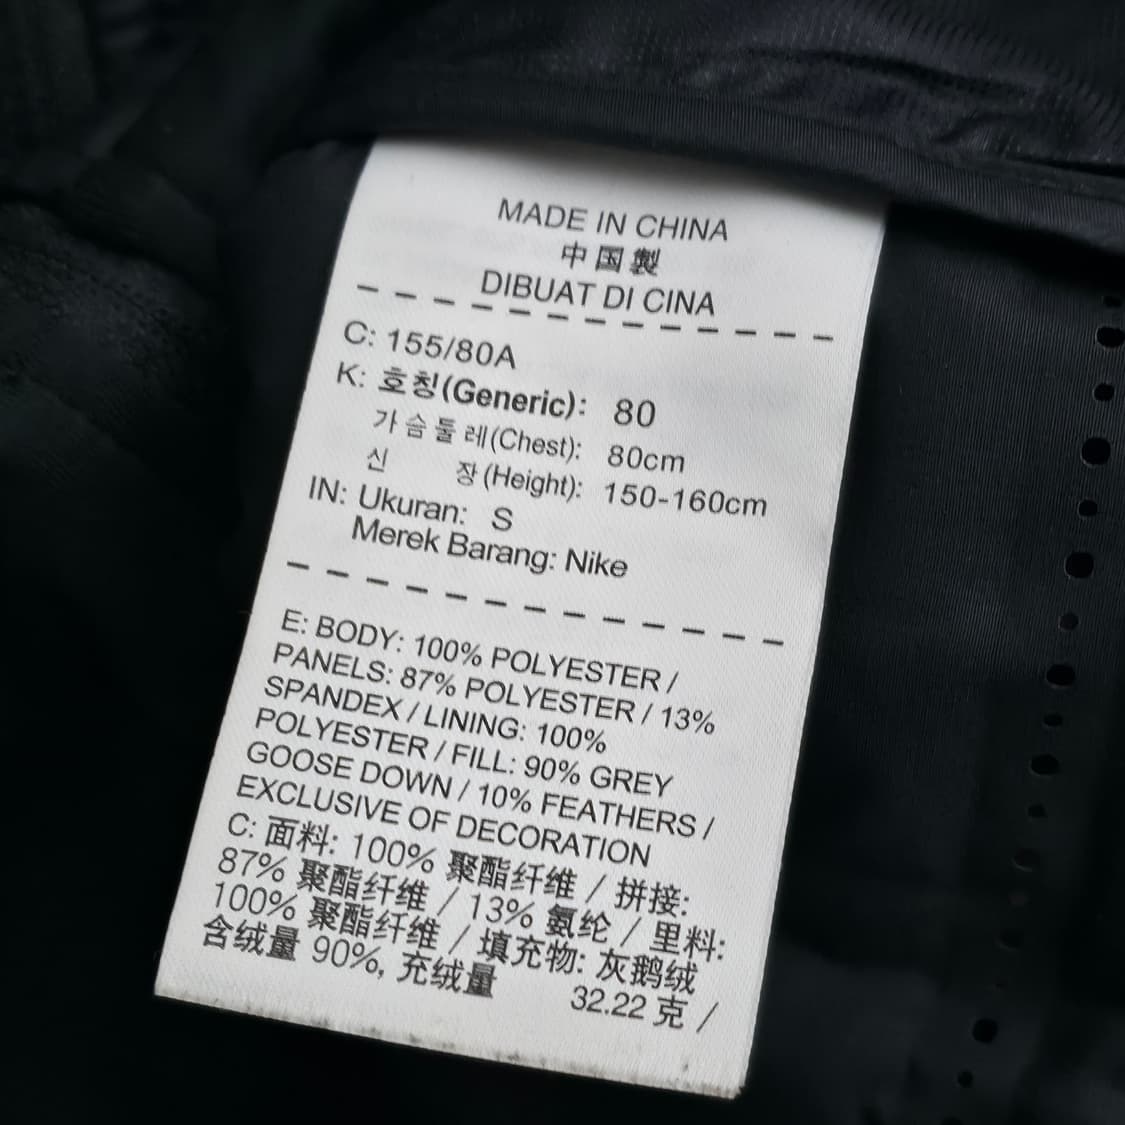 MADE IN CHINA
中国製
DIBUAT DI CINA
C: 155/80A
K: 호칭(Generic): 80
가슴둘레(Chest): 80cm
신 장(Height): 150-160cm
IN: Ukuran: S
Merek Barang: Nike
E: BODY: 100% POLYESTER /
PANELS: 87% POLYESTER / 13%
SPANDEX / LINING: 100%
POLYESTER / FILL: 90% GREY
GOOSE DOWN / 10% FEATHERS /
EXCLUSIVE OF DECORATION
C: 面料: 100% 聚酯纤维 / 拼接:
87% 聚酯纤维 / 13% 氨纶 / 里料:
100% 聚酯纤维 / 填充物: 灰鹅绒
含绒量 90%, 充绒量 32.22 克 /